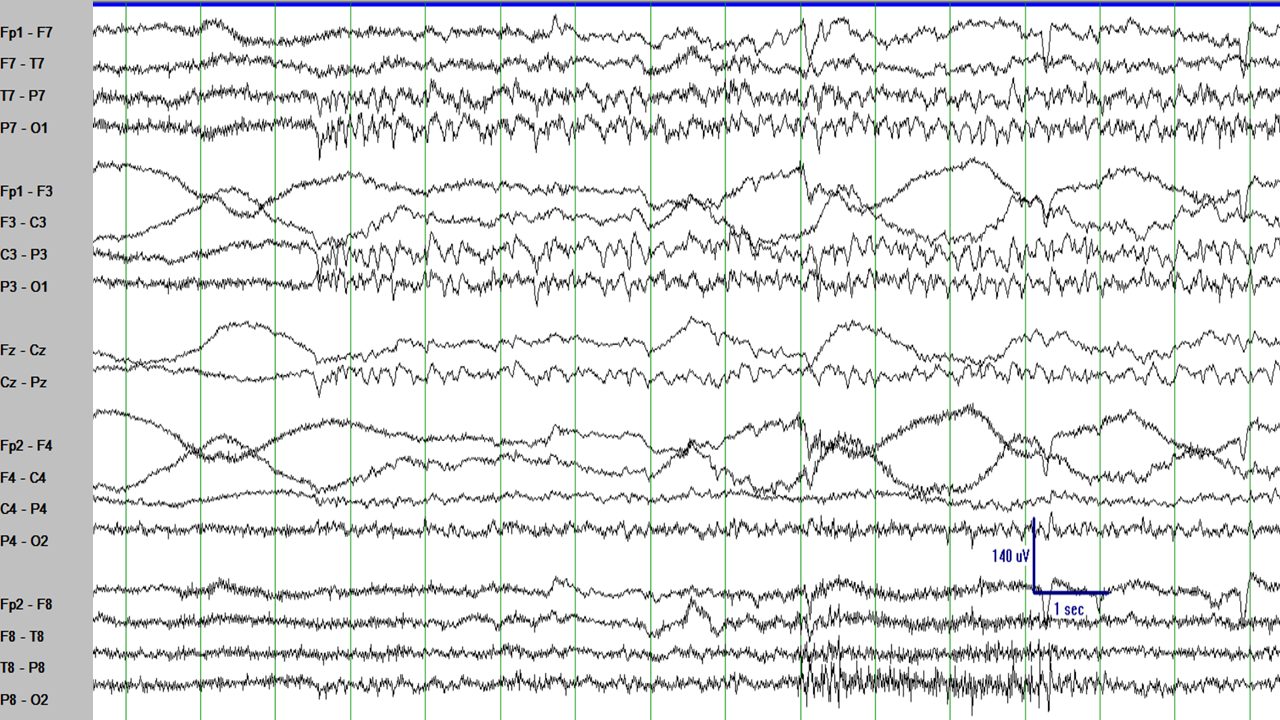 Fp1 - F7
F7 - T7
T7 - P7
P7 - O1
Fp1 - F3
F3 - C3
C3 - P3
P3 - O1
Fz - Cz
Cz - Pz
Fp2 - F4
F4 - C4
C4 - P4
P4 - O2
140 uV
Fp2 - F8
1 sec
F8 - T8
T8 - P8
P8 - O2